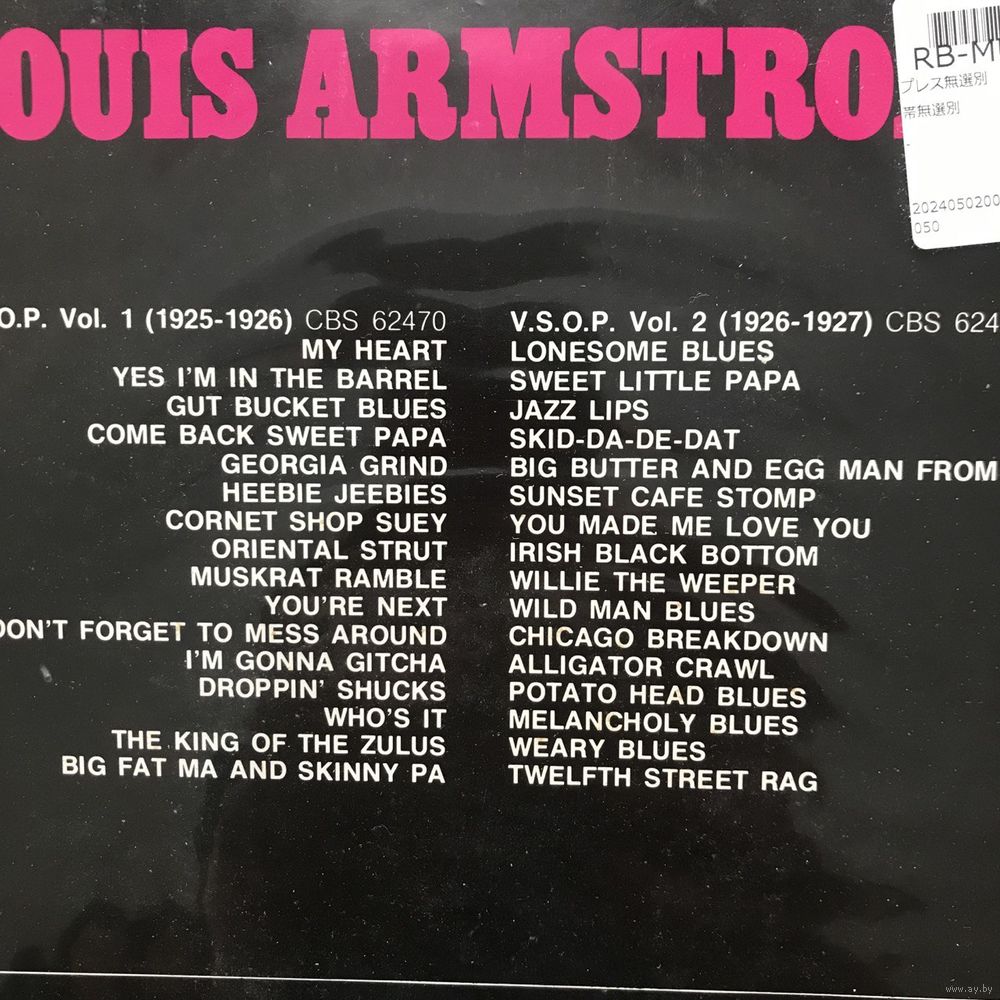 OUIS ARMSTRO
RB-M
プレス無選別
帯無選別
-
2024050200
050
O.P. Vol. 1 (1925-1926) CBS 62470
MY HEART
YES I'M IN THE BARREL
GUT BUCKET BLUES
COME BACK SWEET PAPA
GEORGIA GRIND
HEEBIE JEEBIES
CORNET SHOP SUEY
ORIENTAL STRUT
MUSKRAT RAMBLE
YOU'RE NEXT
DON'T FORGET TO MESS AROUND
I'M GONNA GITCHA
DROPPIN' SHUCKS
WHO'S IT
THE KING OF THE ZULUS
BIG FAT MA AND SKINNY PA
V.S.O.P. Vol. 2 (1926-1927) CBS 624
LONESOME BLUES
SWEET LITTLE PAPA
JAZZ LIPS
SKID-DA-DE-DAT
BIG BUTTER AND EGG MAN FROM
SUNSET CAFE STOMP
YOU MADE ME LOVE YOU
IRISH BLACK BOTTOM
WILLIE THE WEEPER
WILD MAN BLUES
CHICAGO BREAKDOWN
ALLIGATOR CRAWL
POTATO HEAD BLUES
MELANCHOLY BLUES
WEARY BLUES
TWELFTH STREET RAG
www.ay.by